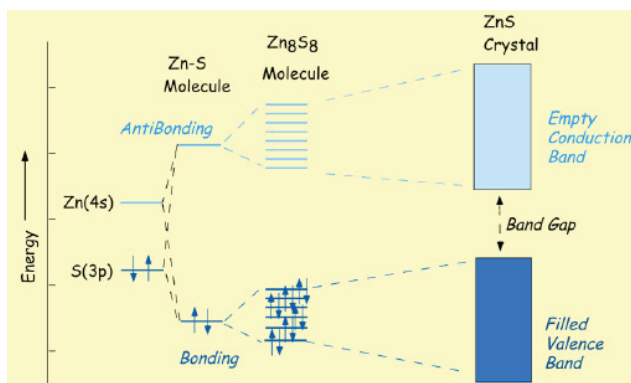 ZnS
Crystal
Zn8S8
Molecule
Zn-S
Molecule
AntiBonding
Empty
Conduction
Band
Zn(4s)
Band Gap
S(3p)
Energy
Bonding
Filled
Valence
Band